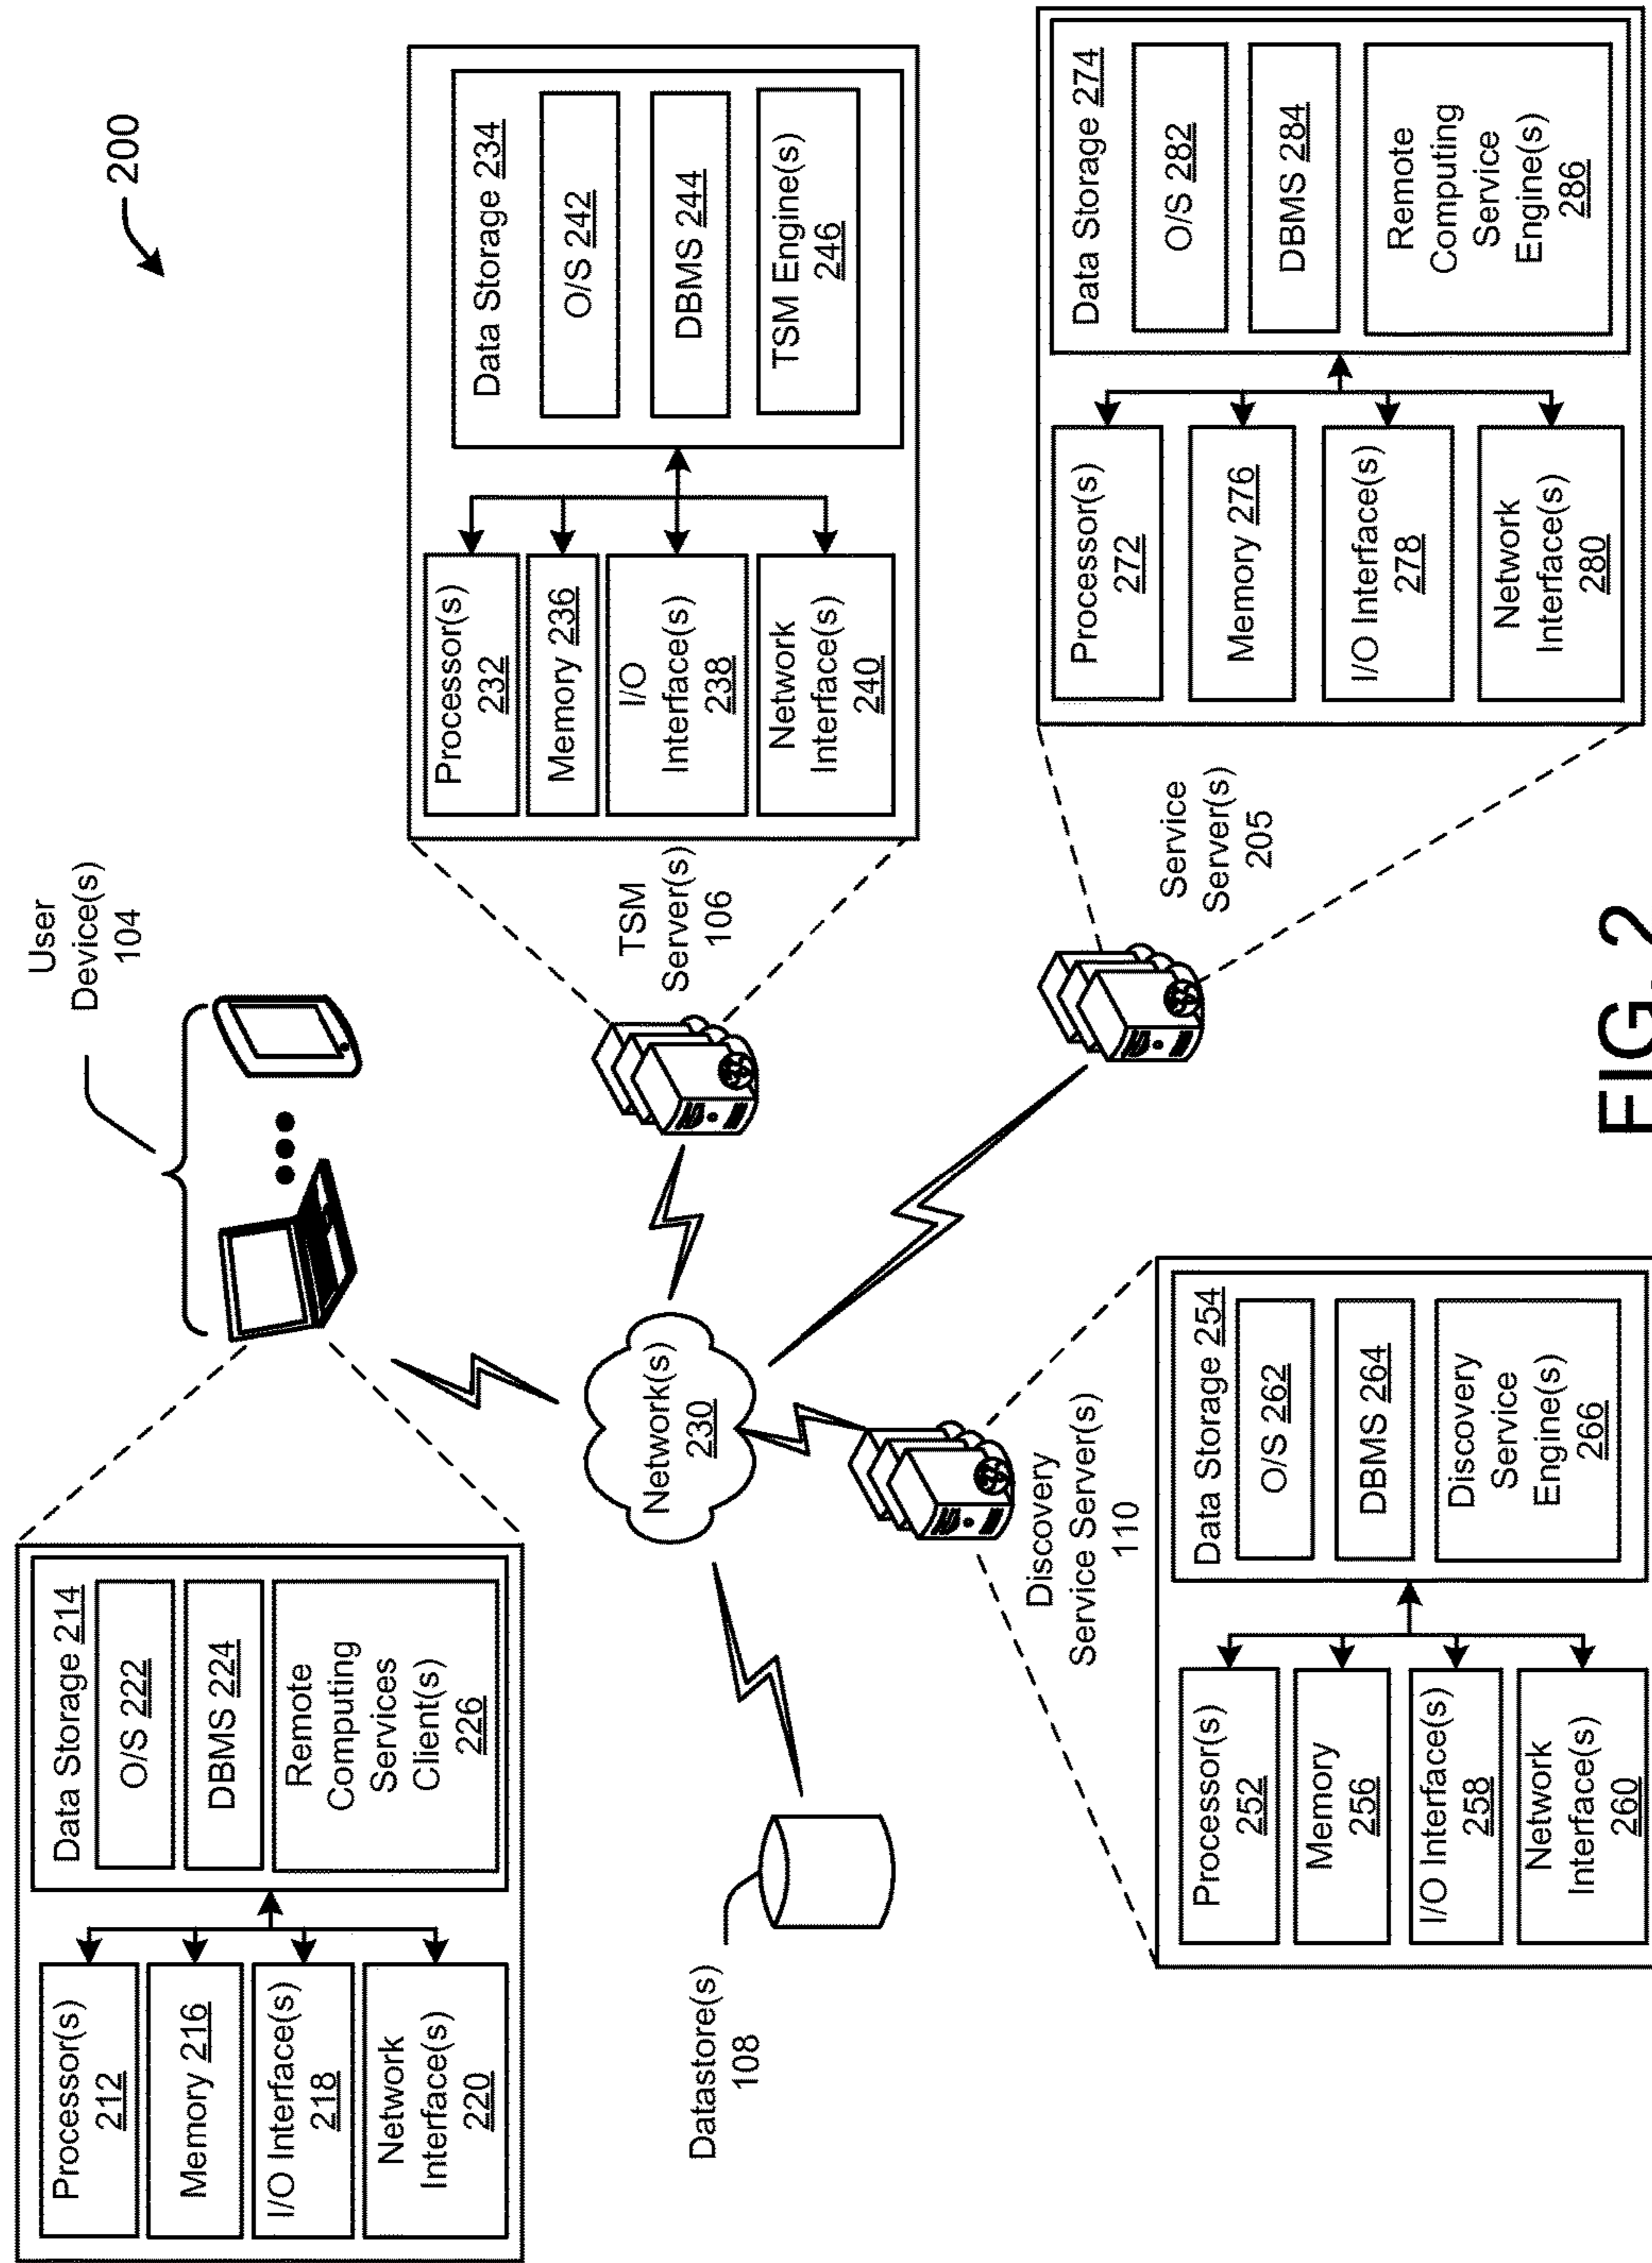 200
User
Device(s)
104
Processor(s)
212
Memory 216
I/O Interface(s)
218
Network
Interface(s)
220
Data Storage 214
O/S 222
DBMS 224
Remote
Computing
Services
Client(s)
226
Processor(s)
232
Memory 236
I/O
Interface(s)
238
Network
Interface(s)
240
Data Storage 234
O/S 242
DBMS 244
TSM Engine(s)
246
TSM
Server(s)
106
Network(s)
230
Datastore(s)
108
Discovery
Service Server(s)
110
Service
Server(s)
205
Processor(s)
252
Memory
256
I/O Interface(s)
258
Network
Interface(s)
260
Data Storage 254
O/S 262
DBMS 264
Discovery
Service
Engine(s)
266
Processor(s)
272
Memory 276
I/O Interface(s)
278
Network
Interface(s)
280
Data Storage 274
O/S 282
DBMS 284
Remote
Computing
Service
Engine(s)
286
FIG. 2